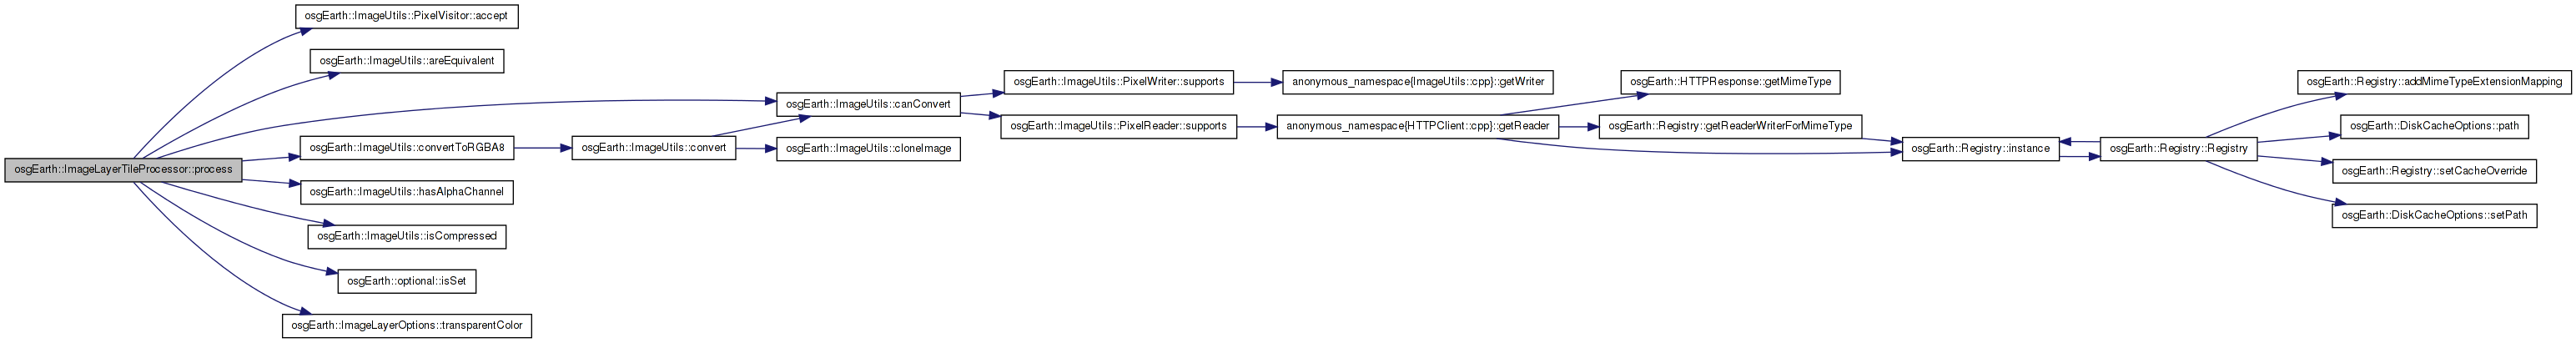 osgEarth::ImageLayerTileProcessor::process
osgEarth::ImageUtils::PixelVisitor::accept
osgEarth::ImageUtils::areEquivalent
osgEarth::ImageUtils::convertToRGBA8
osgEarth::ImageUtils::hasAlphaChannel
osgEarth::ImageUtils::isCompressed
osgEarth::optional::isSet
osgEarth::ImageLayerOptions::transparentColor
osgEarth::ImageUtils::convert
osgEarth::ImageUtils::canConvert
osgEarth::ImageUtils::cloneImage
osgEarth::ImageUtils::PixelWriter::supports
osgEarth::ImageUtils::PixelReader::supports
anonymous_namespace{ImageUtils::cpp}::getWriter
anonymous_namespace{HTTPClient::cpp}::getReader
osgEarth::HTTPResponse::getMimeType
osgEarth::Registry::getReaderWriterForMimeType
osgEarth::Registry::instance
osgEarth::Registry::Registry
osgEarth::Registry::addMimeTypeExtensionMapping
osgEarth::DiskCacheOptions::path
osgEarth::Registry::setCacheOverride
osgEarth::DiskCacheOptions::setPath